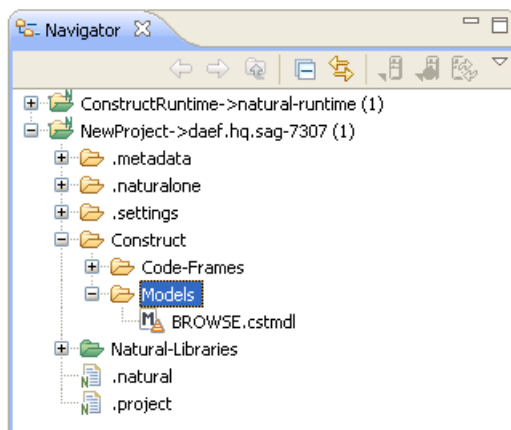 Navigator
ConstructRuntime->natural-runtime (1)
NewProject->daef.hq.sag-7307 (1)
.metadata
.naturalone
.settings
Construct
Code-Frames
Models
BROWSE.cstmdl
Natural-Libraries
.natural
.project